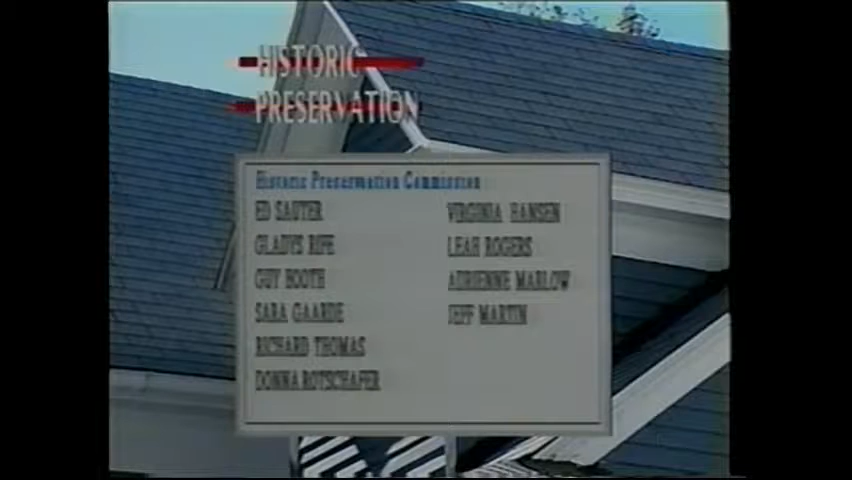 HISTORIC
PRESERVATION
Historic Preservation Commission
ED SAUTER
GLADYS RIFE
GUY BOOTH
SARA GAARDE
RICHARD THOMAS
DONNA ROTSCHAFER
VIRGINIA HANSEN
LEAH ROGERS
ADRIENNE MARLOW
JEFF MARTIN